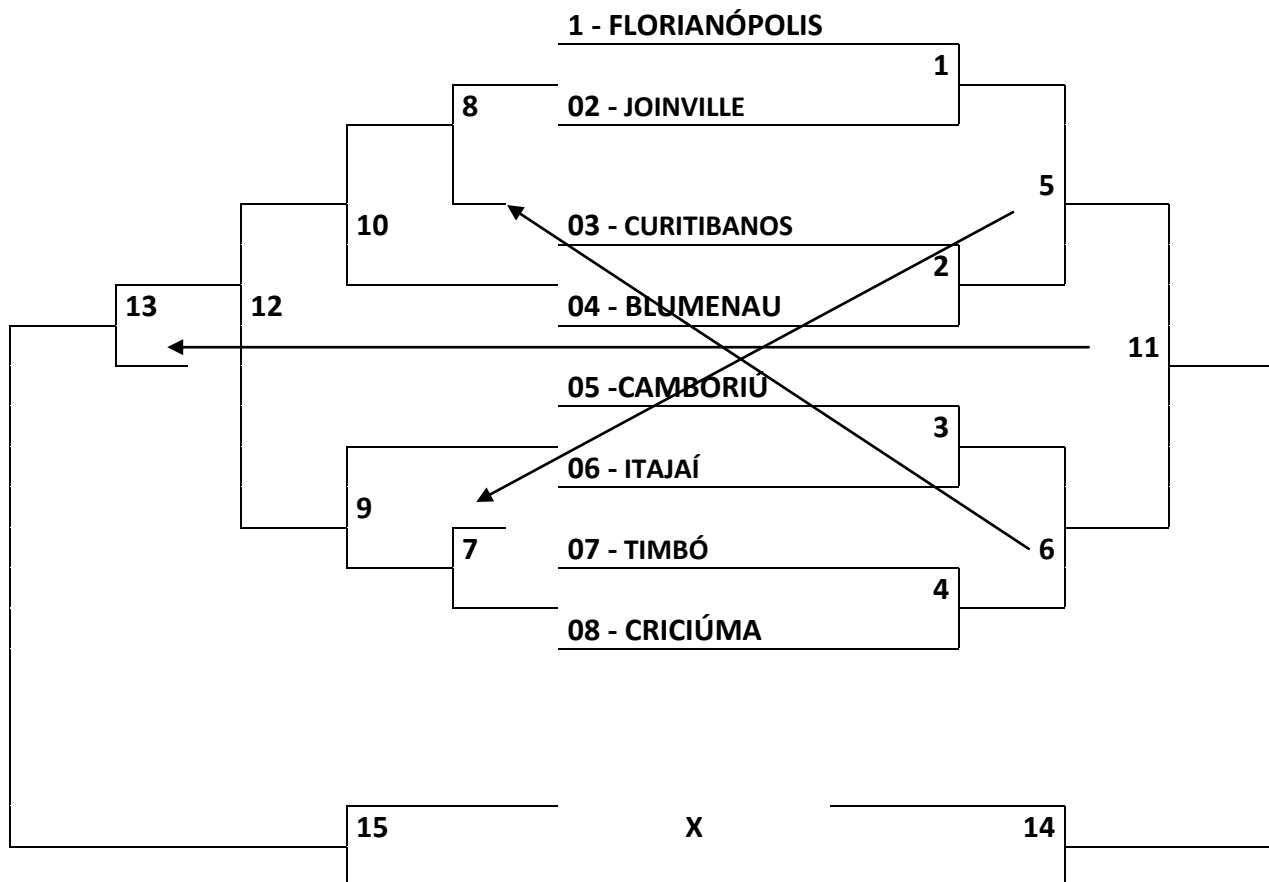 1 - FLORIANÓPOLIS
1
8
02 - JOINVILLE
5
10
03 - CURITIBANOS
2
13
12
04 - BLUMENAU
11
05 -CAMBORIÚ
3
06 - ITAJAÍ
9
7
07 - TIMBÓ
6
4
08 - CRICIÚMA
15
X
14